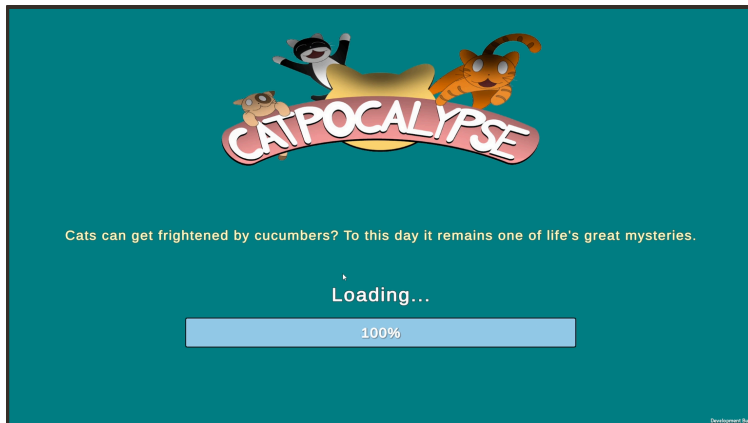 CATPOCALYPSE
Cats can get frightened by cucumbers? To this day it remains one of life's great mysteries.
Loading...
100%
Development